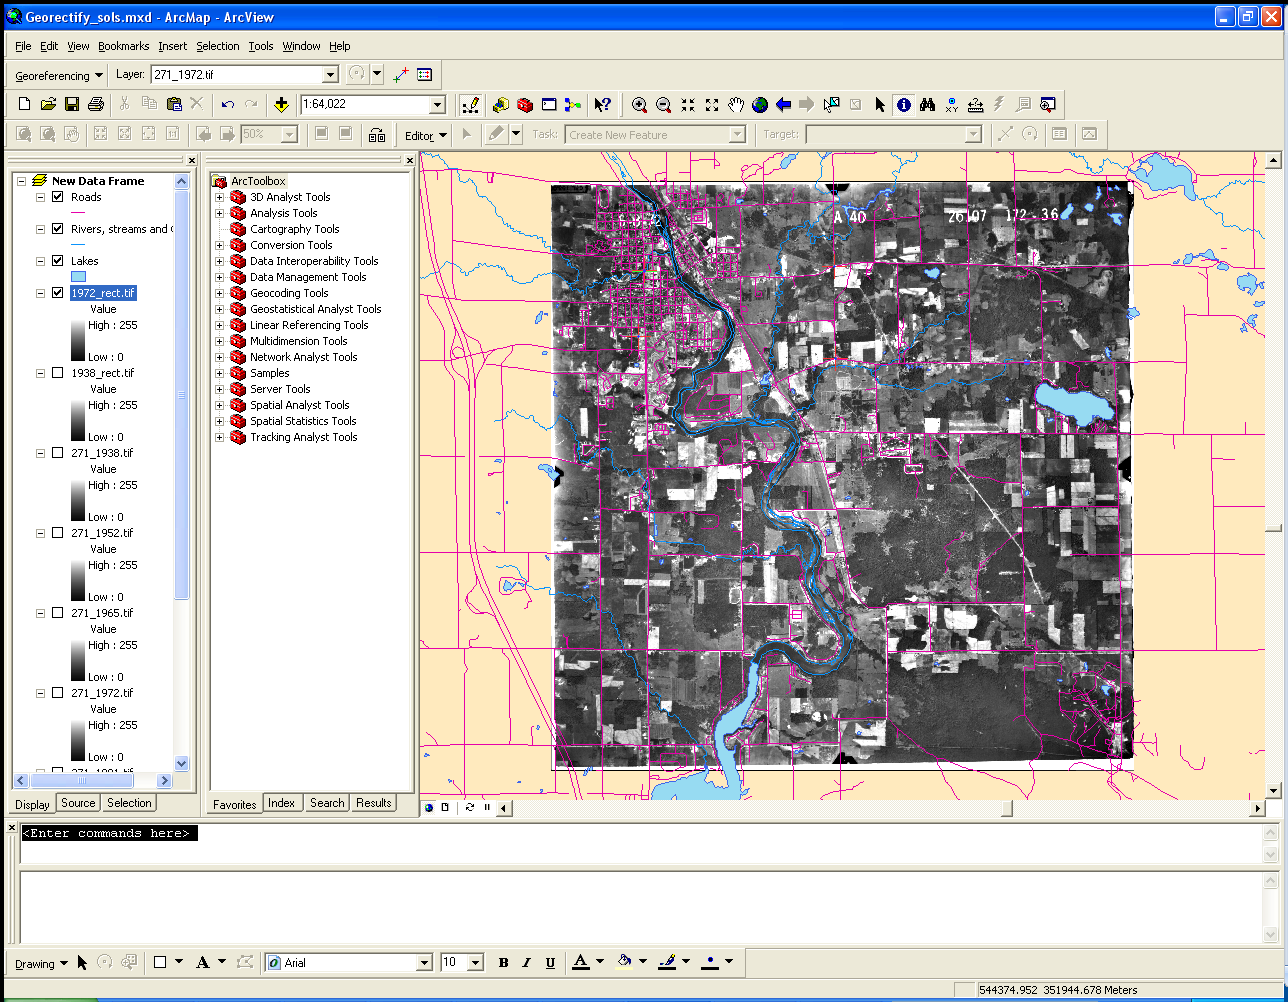 Georectify_sols.mxd - ArcMap - ArcView
File Edit View Bookmarks Insert Selection Tools Window Help
Georeferencing Layer: 271_1972.tif
1:64,022
50% Editor Task: Create New Feature Target:
New Data Frame
Roads
Rivers, streams and
Lakes
1972_rect.tif
Value
High : 255
Low : 0
1938_rect.tif
Value
High : 255
Low : 0
271_1938.tif
Value
High : 255
Low : 0
271_1952.tif
Value
High : 255
Low : 0
271_1965.tif
Value
High : 255
Low : 0
271_1972.tif
Value
High : 255
Low : 0
Display Source Selection
ArcToolbox
3D Analyst Tools
Analysis Tools
Cartography Tools
Conversion Tools
Data Interoperability Tools
Data Management Tools
Geocoding Tools
Geostatistical Analyst Tools
Linear Referencing Tools
Multidimension Tools
Network Analyst Tools
Samples
Server Tools
Spatial Analyst Tools
Spatial Statistics Tools
Tracking Analyst Tools
Favorites Index Search Results
A 40 26107 172-36
<Enter commands here>
Drawing A Arial 10 B I U A
544374.952 351944.678 Meters